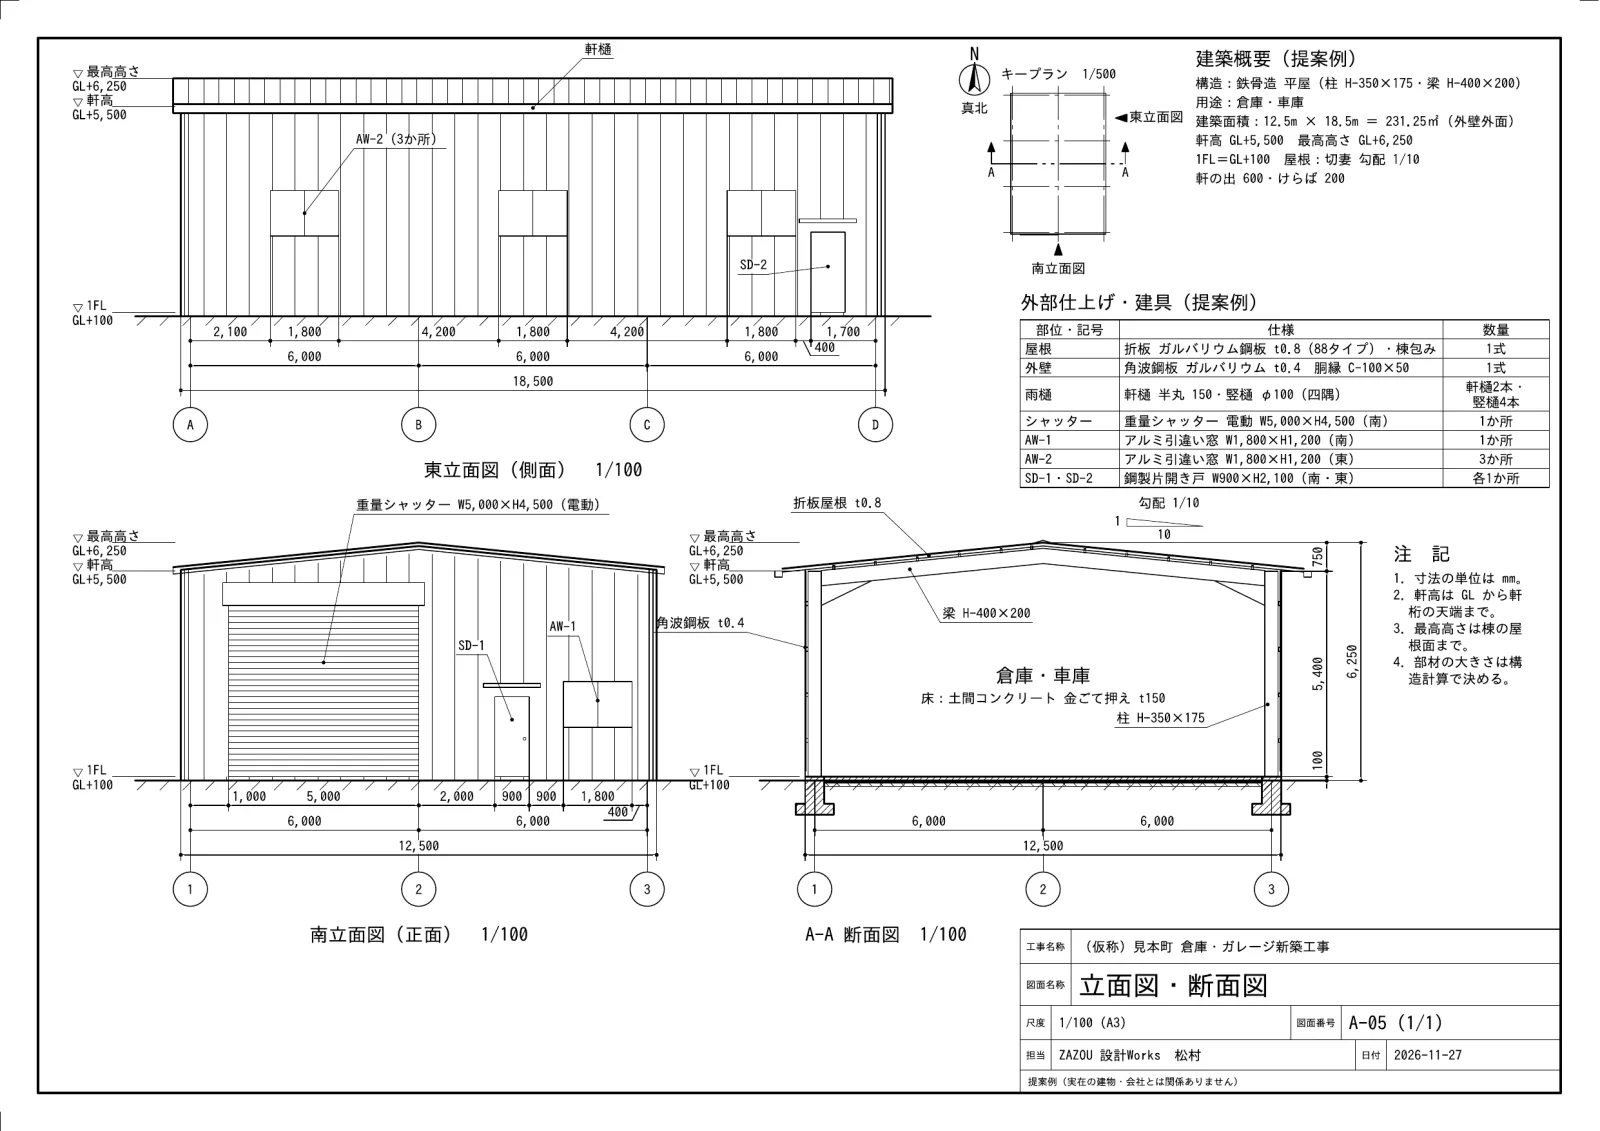 軒樋
▽最高高さ
GL+6,250
▽軒高
GL+5,500
AW-2（3か所）
SD-2
▽1FL
GL+100
2,100 1,800 4,200 1,800 4,200 1,800 1,700
400
6,000 6,000 6,000
18,500
A B C D
東立面図（側面） 1/100
N
真北
キープラン 1/500
東立面図
A A
南立面図
建築概要（提案例）
構造：鉄骨造 平屋（柱 H-350×175・梁 H-400×200）
用途：倉庫・車庫
建築面積：12.5m × 18.5m ＝ 231.25㎡（外壁外面）
軒高 GL+5,500 最高高さ GL+6,250
1FL＝GL+100 屋根：切妻 勾配 1/10
軒の出 600・けらば 200
外部仕上げ・建具（提案例）
部位・記号 仕様 数量
屋根 折板 ガルバリウム鋼板 t0.8（88タイプ）・棟包み 1式
外壁 角波鋼板 ガルバリウム t0.4 胴縁 C-100×50 1式
雨樋 軒樋 半丸 150・竪樋 φ100（四隅） 軒樋2本・
竪樋4本
シャッター 重量シャッター 電動 W5,000×H4,500（南） 1か所
AW-1 アルミ引違い窓 W1,800×H1,200（南） 1か所
AW-2 アルミ引違い窓 W1,800×H1,200（東） 3か所
SD-1・SD-2 鋼製片開き戸 W900×H2,100（南・東） 各1か所
重量シャッター W5,000×H4,500（電動）
▽最高高さ
GL+6,250
▽軒高
GL+5,500
AW-1
SD-1
▽1FL
GL+100
1,000 5,000 2,000 900 900 1,800
400
6,000 6,000
12,500
1 2 3
南立面図（正面） 1/100
折板屋根 t0.8
勾配 1/10
1
10
▽最高高さ
GL+6,250
▽軒高
GL+5,500
梁 H-400×200
角波鋼板 t0.4
倉庫・車庫
床：土間コンクリート 金ごて押え t150
柱 H-350×175
750
5,400
6,250
100
▽1FL
GL+100
6,000 6,000
12,500
1 2 3
A-A 断面図 1/100
注 記
1. 寸法の単位は mm。
2. 軒高は GL から軒
桁の天端まで。
3. 最高高さは棟の屋
根面まで。
4. 部材の大きさは構
造計算で決める。
工事名称 （仮称）見本町 倉庫・ガレージ新築工事
図面名称 立面図・断面図
尺度 1/100（A3） 図面番号 A-05（1/1）
担当 ZAZOU 設計Works 松村 日付 2026-11-27
提案例（実在の建物・会社とは関係ありません）